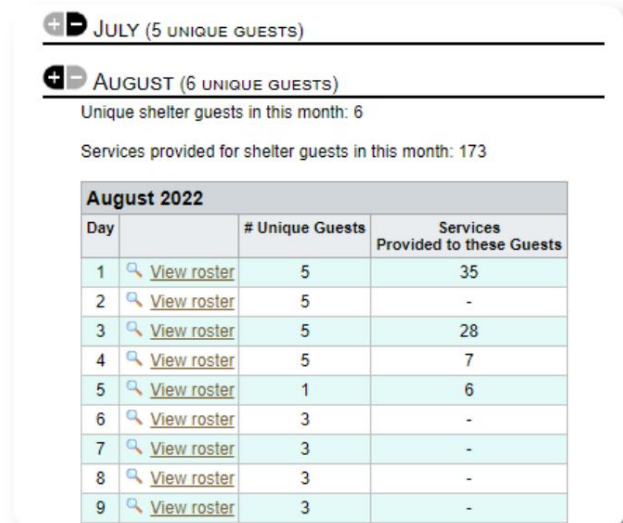 JULY (5 UNIQUE GUESTS)
AUGUST (6 UNIQUE GUESTS)
Unique shelter guests in this month: 6
Services provided for shelter guests in this month: 173
August 2022
Day # Unique Guests Services Provided to these Guests
1 View roster 5 35
2 View roster 5 -
3 View roster 5 28
4 View roster 5 7
5 View roster 1 6
6 View roster 3 -
7 View roster 3 -
8 View roster 3 -
9 View roster 3 -